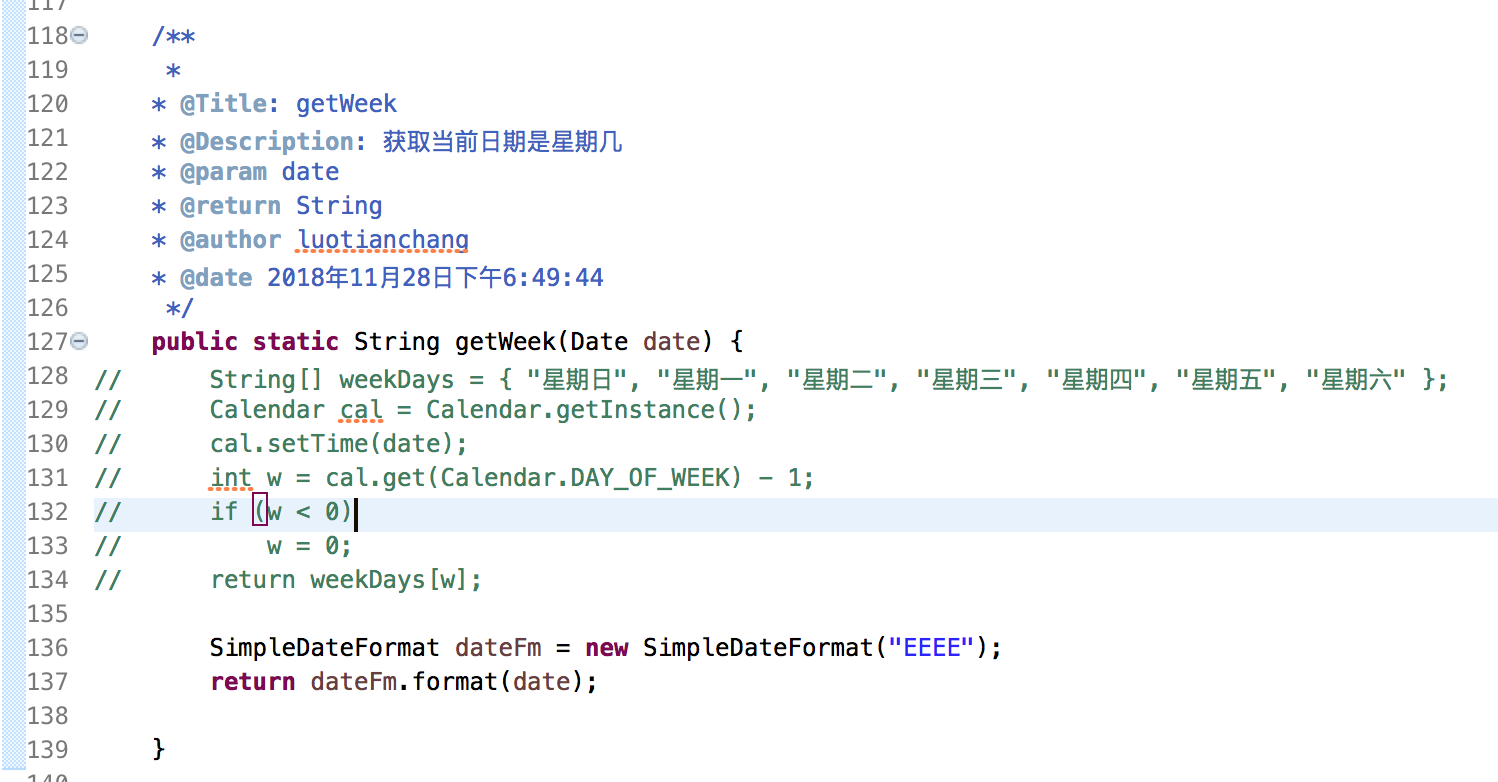 117
118 /**
119 *
120 * @Title: getWeek
121 * @Description: 获取当前日期是星期几
122 * @param date
123 * @return String
124 * @author luotianchang
125 * @date 2018年11月28日下午6:49:44
126 */
127 public static String getWeek(Date date) {
128 // String[] weekDays = { "星期日", "星期一", "星期二", "星期三", "星期四", "星期五", "星期六" };
129 // Calendar cal = Calendar.getInstance();
130 // cal.setTime(date);
131 // int w = cal.get(Calendar.DAY_OF_WEEK) - 1;
132 // if (w < 0)
133 // w = 0;
134 // return weekDays[w];
135
136 SimpleDateFormat dateFm = new SimpleDateFormat("EEEE");
137 return dateFm.format(date);
138
139 }
140